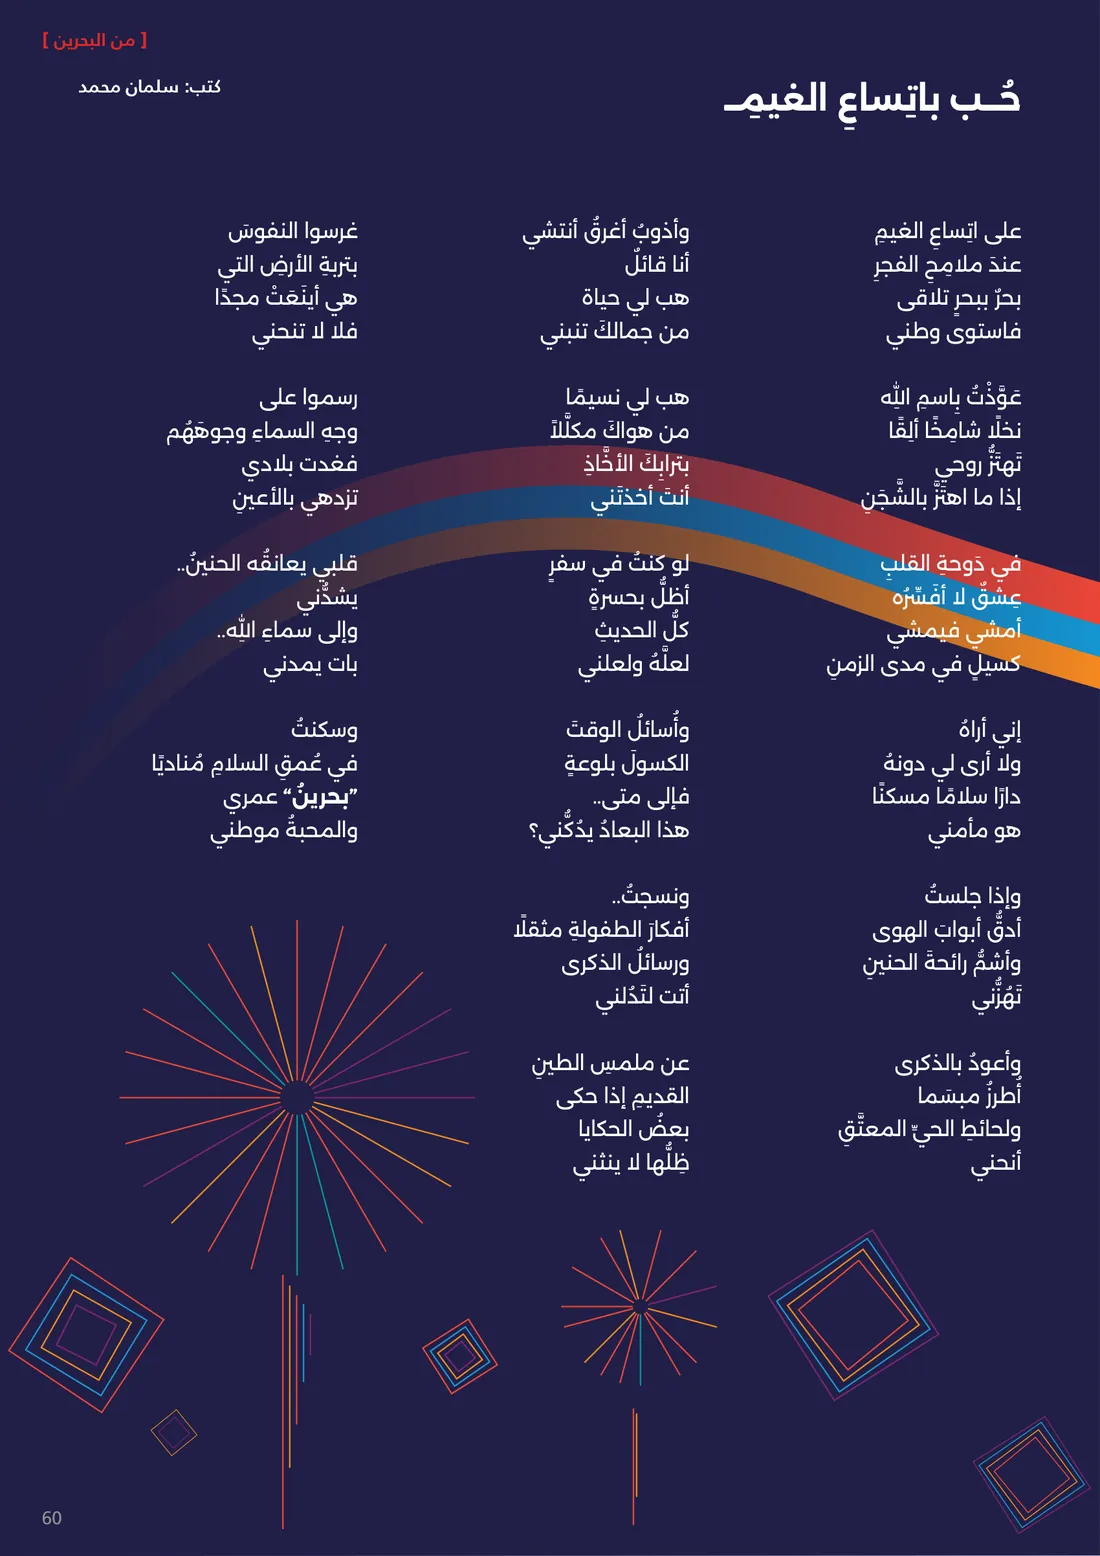 [ من البحرين ]
كتب: سلمان محمد
حُــب باتِساعِ الغيمِـ
على اتِساعِ الغيمِ
عندَ ملامِحِ الفجرِ
بحرٌ ببحرٍ تلاقى
فاستوى وطني
عَوَّذْتُ بِاسمِ اللّٰهِ
نخلًا شامِخًا ألِقًا
تَهتَزُّ روحي
إذا ما اهتَزَّ بالشَّجَنِ
في دَوحةِ القلبِ
عِشقٌ لا أفَسِّرُه
أمشي فيمشي
كسيلٍ في مدى الزمنِ
إني أراهُ
ولا أرى لي دونهُ
دارًا سلامًا مسكنًا
هو مأمني
وإذا جلستُ
أدقُّ أبوابَ الهوى
وأشمُّ رائحةَ الحنينِ
تَهُزُّني
وأعودُ بالذكرى
أُطرزُ مبسَما
ولحائطِ الحيِّ المعتَّقِ
أنحني
وأذوبُ أغرقُ أنتشي
أنا قائلٌ
هب لي حياة
من جمالكَ تنبني
هب لي نسيمًا
من هواكَ مكلَّلاً
بترابِكَ الأخَّاذِ
أنتَ أخذتَني
لو كنتُ في سفرٍ
أظلُّ بحسرةٍ
كلُّ الحديثِ
لعلَّهُ ولعلني
وأُسائلُ الوقتَ
الكسولَ بلوعةٍ
فإلى متى..
هذا البعادُ يدُكُّني؟
ونسجتُ..
أفكارَ الطفولةِ مثقلًا
ورسائلُ الذكرى
أتت لتَدُلني
عن ملمسِ الطينِ
القديمِ إذا حكى
بعضُ الحكايا
ظِلُّها لا ينثني
غرسوا النفوسَ
بتربةِ الأرضِ التي
هي أينَعَتْ مجدًا
فلا لا تنحني
رسموا على
وجهِ السماءِ وجوهَهُم
فغدت بلادي
تزدهي بالأعينِ
قلبي يعانقُه الحنينُ..
يشدُّني
وإلى سماءِ اللّٰهِ..
بات يمدني
وسكنتُ
في عُمقِ السلامِ مُناديًا
”بحرينُ“ عمري
والمحبةُ موطني
60